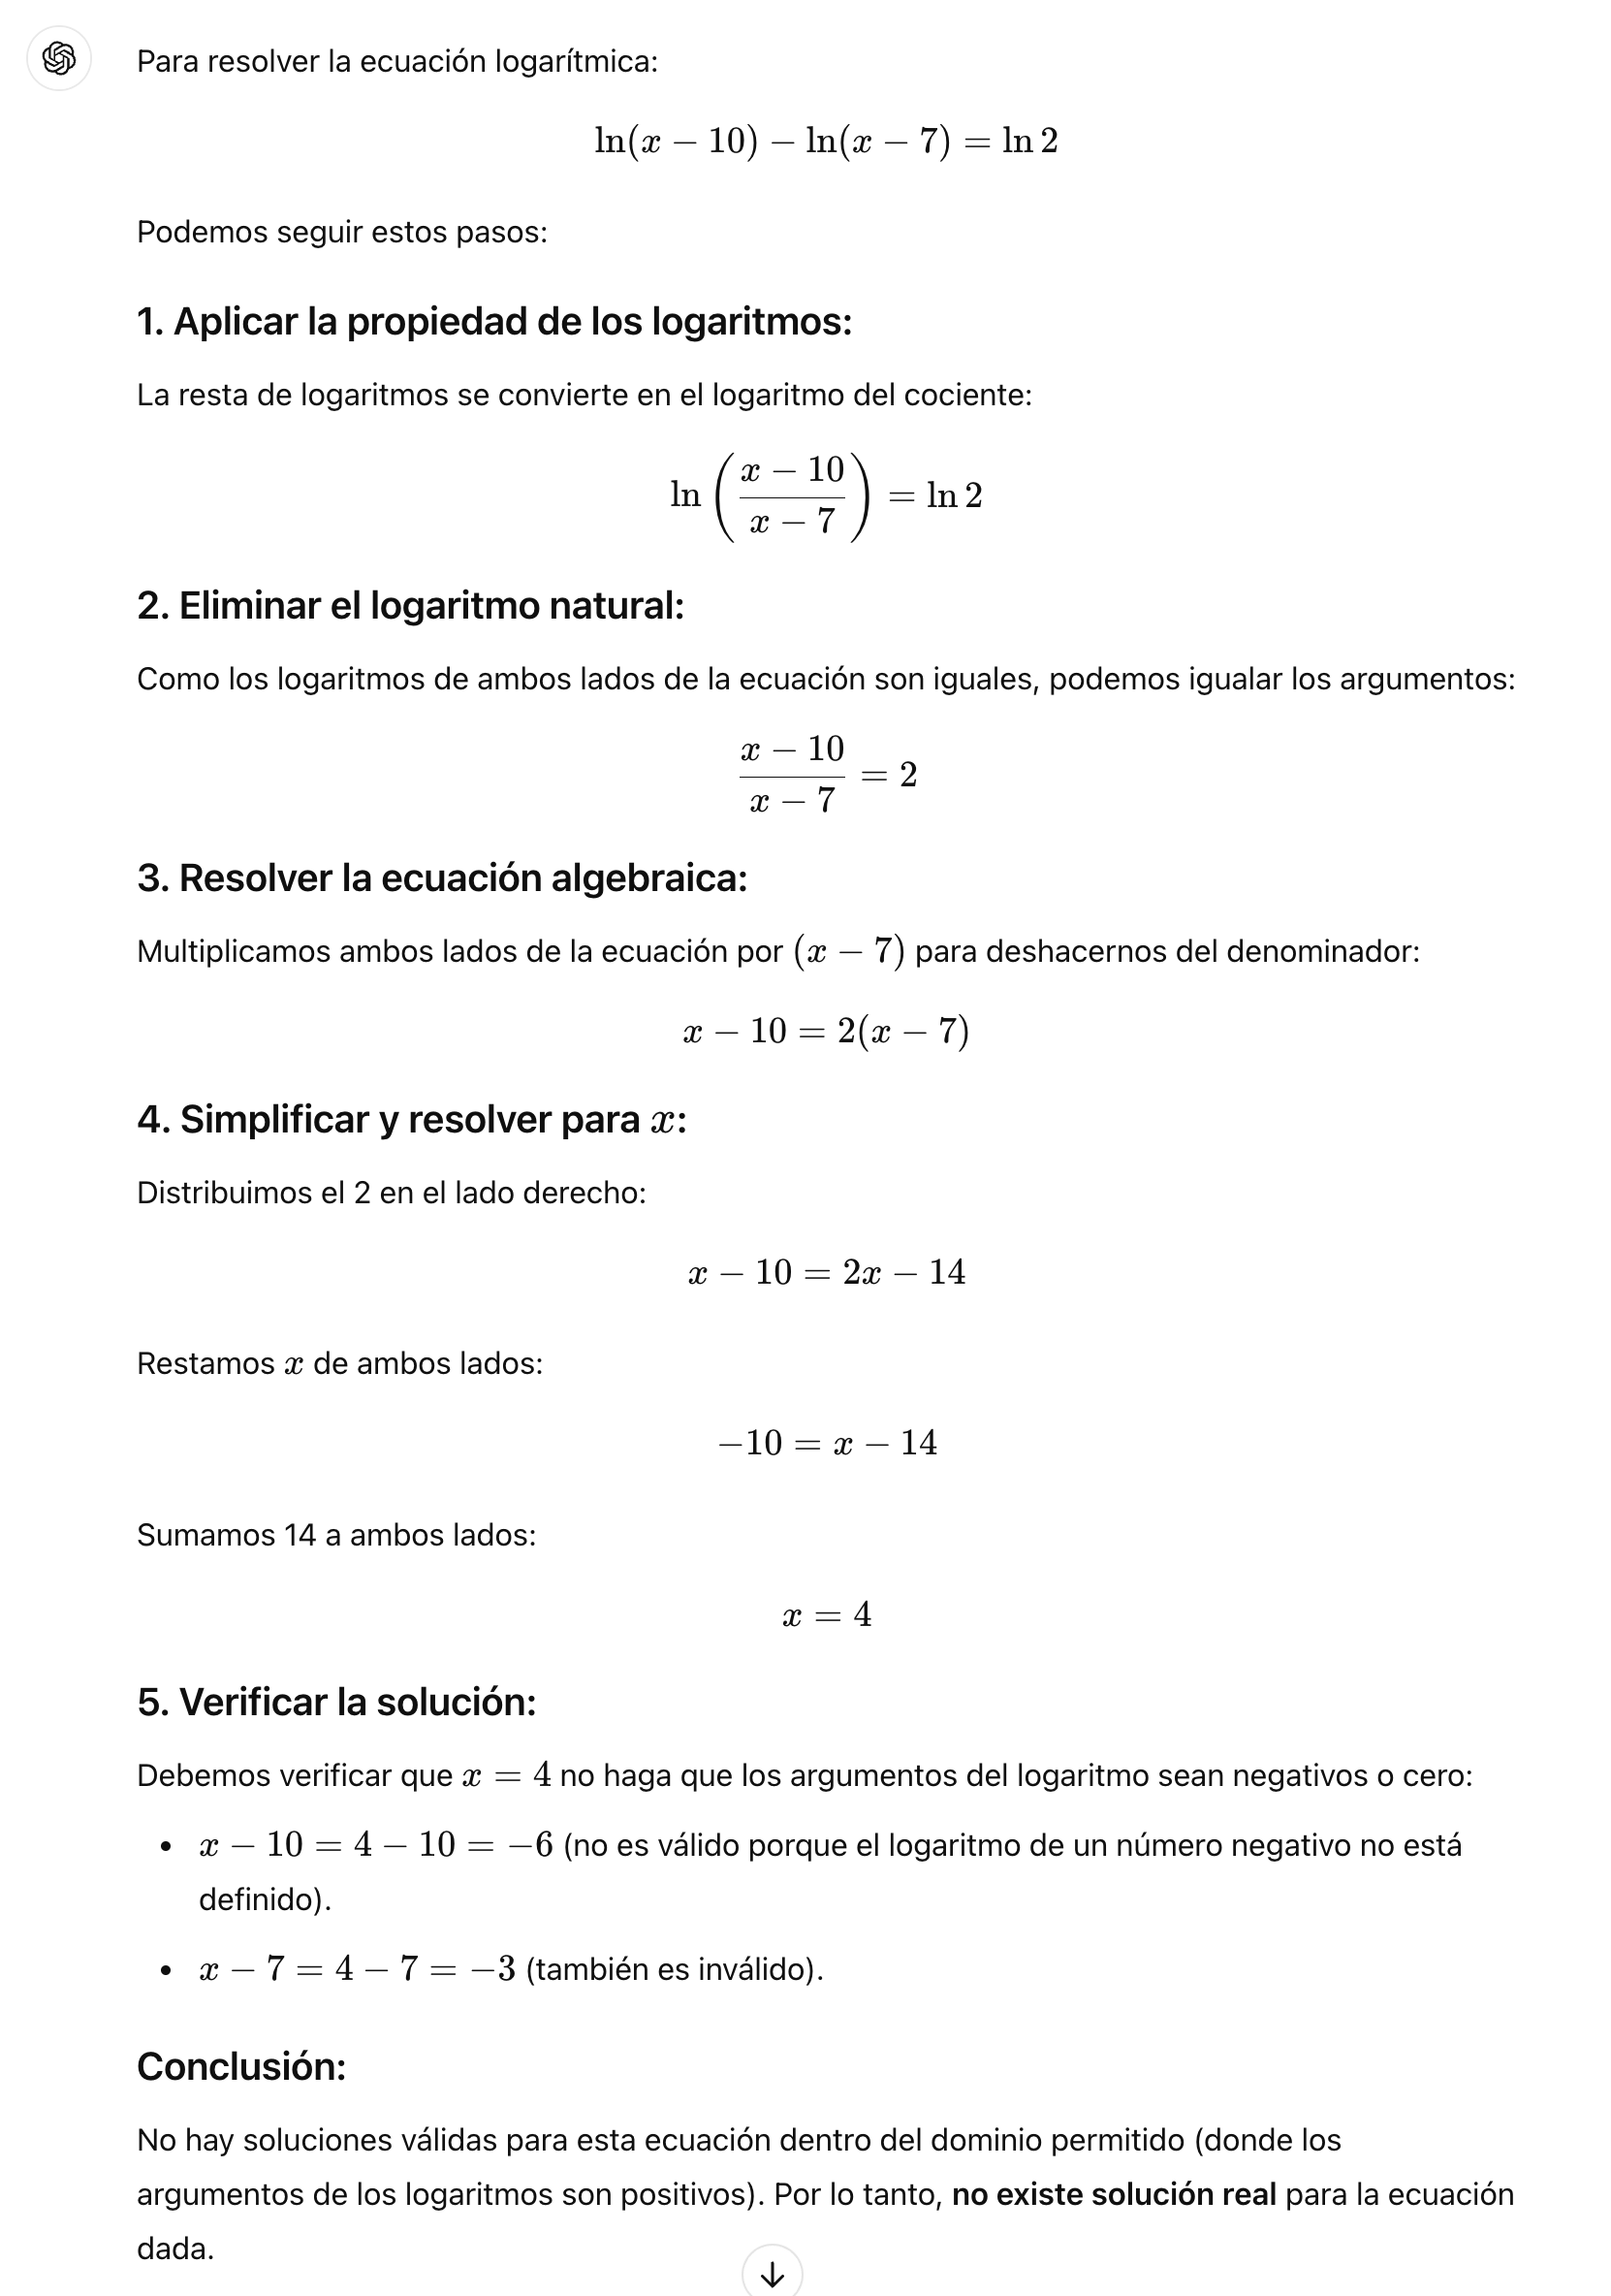 Para resolver la ecuación logarítmica:
ln(x − 10) − ln(x − 7) = ln 2
Podemos seguir estos pasos:
1. Aplicar la propiedad de los logaritmos:
La resta de logaritmos se convierte en el logaritmo del cociente:
ln ( (x − 10) / (x − 7) ) = ln 2
2. Eliminar el logaritmo natural:
Como los logaritmos de ambos lados de la ecuación son iguales, podemos igualar los argumentos:
(x − 10) / (x − 7) = 2
3. Resolver la ecuación algebraica:
Multiplicamos ambos lados de la ecuación por (x − 7) para deshacernos del denominador:
x − 10 = 2(x − 7)
4. Simplificar y resolver para x:
Distribuimos el 2 en el lado derecho:
x − 10 = 2x − 14
Restamos x de ambos lados:
−10 = x − 14
Sumamos 14 a ambos lados:
x = 4
5. Verificar la solución:
Debemos verificar que x = 4 no haga que los argumentos del logaritmo sean negativos o cero:
• x − 10 = 4 − 10 = −6 (no es válido porque el logaritmo de un número negativo no está
definido).
• x − 7 = 4 − 7 = −3 (también es inválido).
Conclusión:
No hay soluciones válidas para esta ecuación dentro del dominio permitido (donde los
argumentos de los logaritmos son positivos). Por lo tanto, no existe solución real para la ecuación
dada.